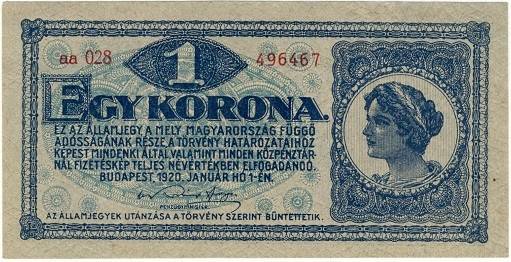 aa 028 1 496467
EGY KORONA.
EZ AZ ÁLLAMJEGY A MELY MAGYARORSZÁG FÜGGŐ
ADÓSSÁGÁNAK RÉSZE A TÖRVÉNY HATÁROZATAIHOZ
KÉPEST MINDENKI ÁLTAL VALAMINT MINDEN KÖZPÉNZTÁR-
NÁL FIZETÉSKÉP TELJES NÉVÉRTÉKBEN ELFOGADANDÓ.
BUDAPEST, 1920. JANUÁR HÓ 1-ÉN.
PÉNZÜGYMINISTER.
AZ ÁLLAMJEGYEK UTÁNZÁSA A TÖRVÉNY SZERINT BÜNTETTETIK.